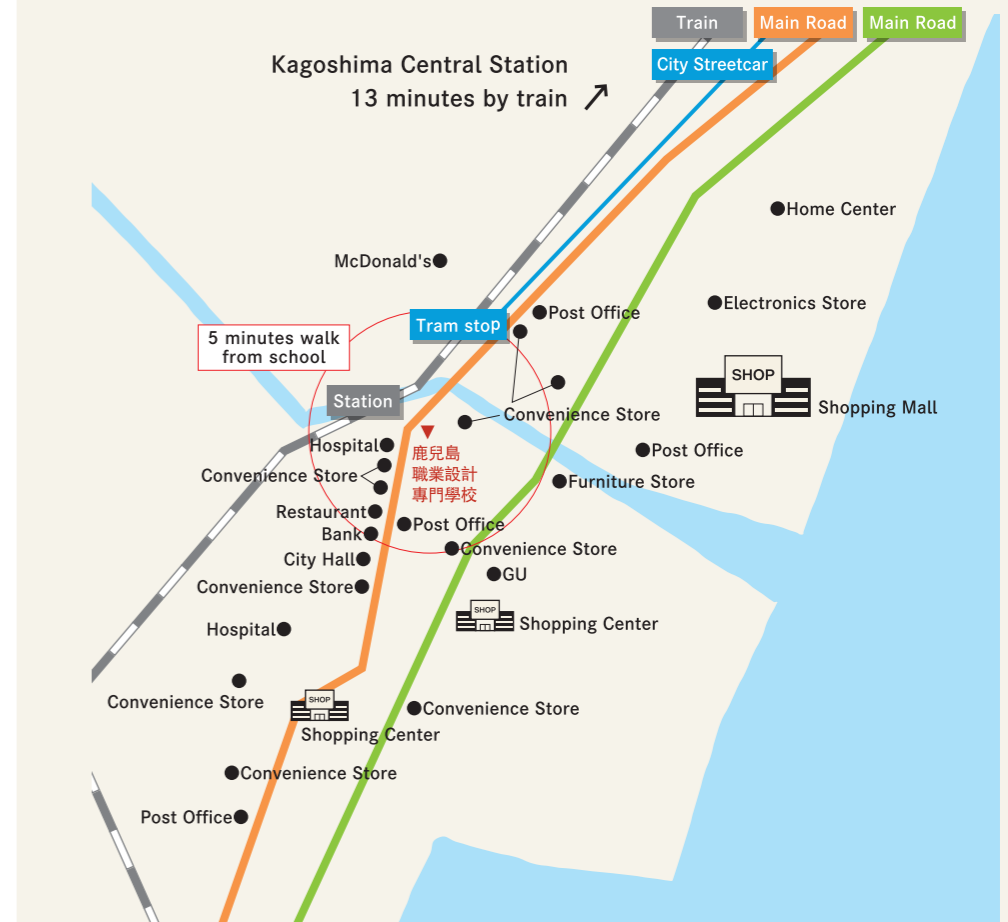 Train
Main Road
Main Road
City Streetcar
Kagoshima Central Station
13 minutes by train
Home Center
McDonald's
Electronics Store
Post Office
Tram stop
5 minutes walk
from school
SHOP
Shopping Mall
Station
Convenience Store
Hospital
鹿兒島
職業設計
專門學校
Post Office
Convenience Store
Furniture Store
Restaurant
Post Office
Bank
Convenience Store
City Hall
GU
Convenience Store
SHOP
Shopping Center
Hospital
Convenience Store
SHOP
Shopping Center
Convenience Store
Convenience Store
Post Office